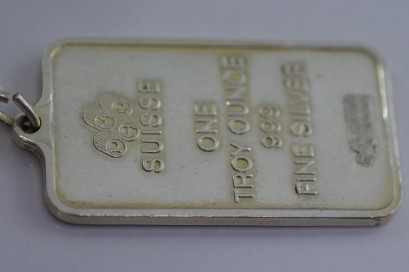 SUISSE
ONE
TROY OUNCE
999
FINE SILVER